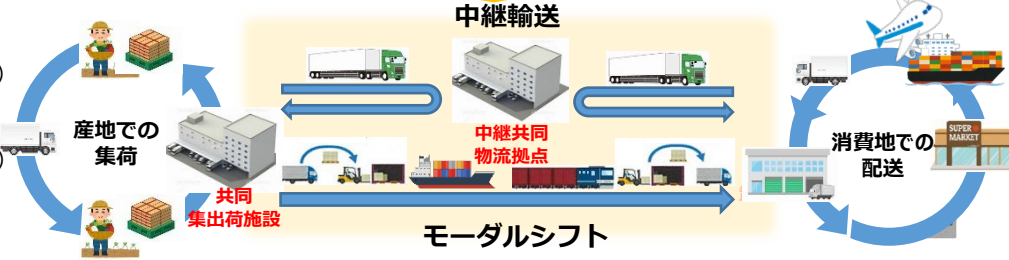 中継輸送
産地での
集荷
共同
集出荷施設
中継共同
物流拠点
モーダルシフト
消費地での
配送
SUPER
MARKET
)
)